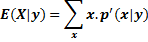 E(X|y) = ∑ₓ x.p′(x|y)